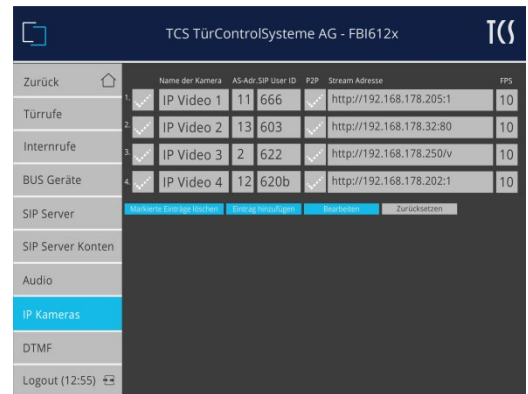 TCS TürControlSysteme AG - FBI612x
TCS
Zurück
Türrufe
Internrufe
BUS Geräte
SIP Server
SIP Server Konten
Audio
IP Kameras
DTMF
Logout (12:55)
Name der Kamera AS-Adr. SIP User ID P2P Stream Adresse FPS
1. IP Video 1 11 666 http://192.168.178.205:1 10
2. IP Video 2 13 603 http://192.168.178.32:80 10
3. IP Video 3 2 622 http://192.168.178.250/v 10
4. IP Video 4 12 620b http://192.168.178.202:1 10
Markierte Einträge löschen Eintrag hinzufügen Bearbeiten Zurücksetzen